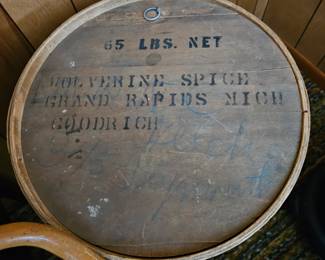 65 LBS. NET
WOLVERINE SPICE
GRAND RAPIDS MICH
GOODRICH